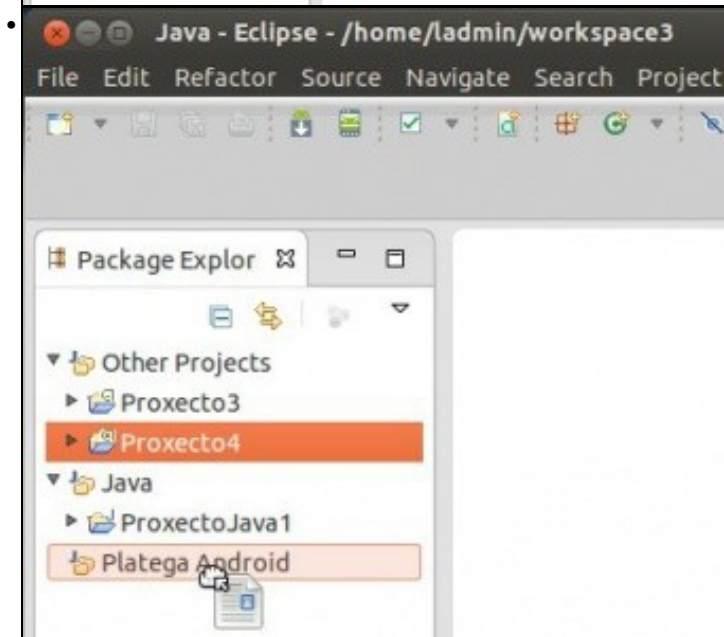 Java - Eclipse - /home/ladmin/workspace3
File Edit Refactor Source Navigate Search Project
Package Explor
Other Projects
Proxecto3
Proxecto4
Java
ProxectoJava1
Platega Android